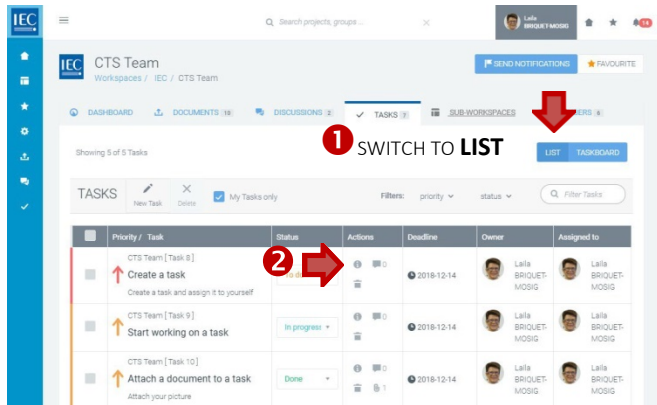 IEC
Search projects, groups ...
Laila
BRIQUET-MOSIG
IEC
CTS Team
Workspaces / IEC / CTS Team
SEND NOTIFICATIONS
FAVOURITE
DASHBOARD DOCUMENTS 10 DISCUSSIONS 2 TASKS 7 SUB-WORKSPACES ERS 6
1 SWITCH TO LIST
Showing 5 of 5 Tasks
LIST TASKBOARD
TASKS
New Task Delete
My Tasks only
Filters: priority status
Filter Tasks
Priority / Task Status Actions Deadline Owner Assigned to
2
CTS Team [ Task 8 ]
Create a task
Create a task and assign it to yourself
0
2018-12-14
Laila
BRIQUET-
MOSIG
Laila
BRIQUET-
MOSIG
CTS Team [ Task 9 ]
Start working on a task
In progress
0
2018-12-14
Laila
BRIQUET-
MOSIG
Laila
BRIQUET-
MOSIG
CTS Team [ Task 10 ]
Attach a document to a task
Attach your picture
Done
0
1
2018-12-14
Laila
BRIQUET-
MOSIG
Laila
BRIQUET-
MOSIG